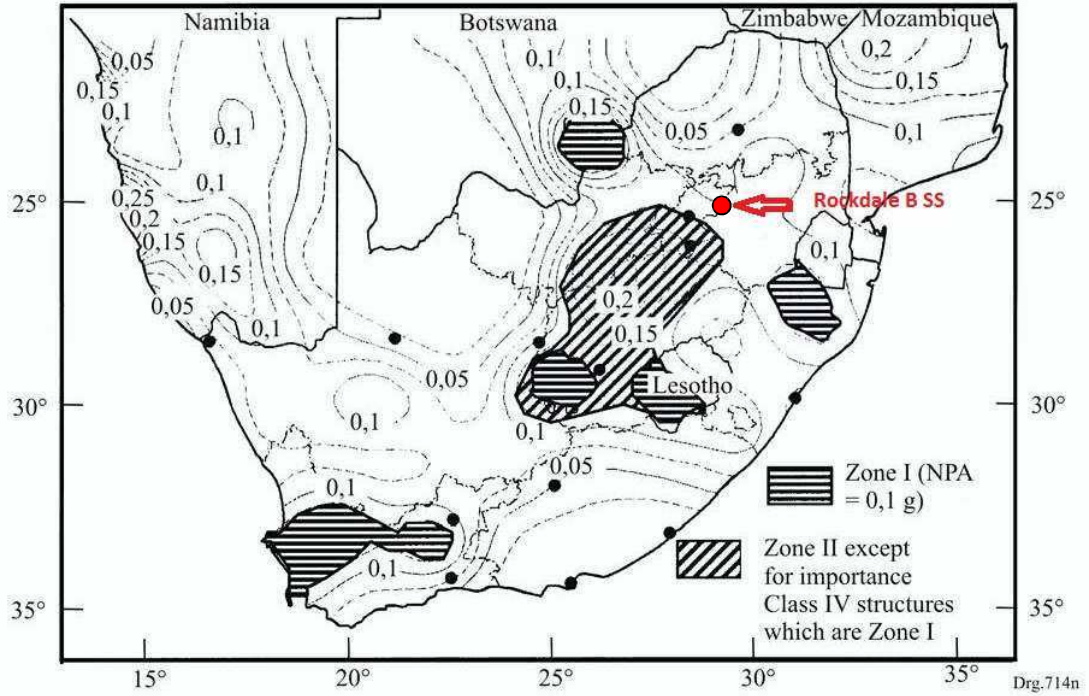 Namibia
Botswana
Zimbabwe
Mozambique
0,05
0,15
0,1
0,1
0,1
0,1
0,15
0,05
0,2
0,15
0,1
0,1
0,25
0,2
0,15
0,15
0,05
0,1
25°
25°
Rockdale B SS
0,1
0,2
0,15
0,05
0,1
Lesotho
30°
30°
0,1
0,05
0,1
0,1
Zone I (NPA
= 0,1 g)
Zone II except
for importance
Class IV structures
which are Zone I
35°
35°
15°
20°
25°
30°
35°
Drg.714n